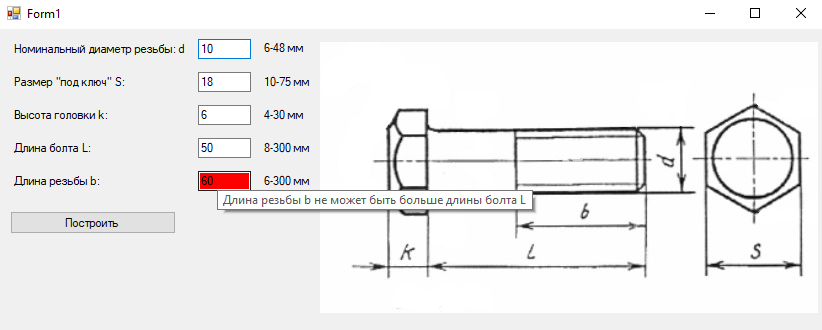 Form1
Номинальный диаметр резьбы: d 10 6-48 мм
Размер "под ключ" S: 18 10-75 мм
Высота головки k: 6 4-30 мм
Длина болта L: 50 8-300 мм
Длина резьбы b: 60 6-300 мм
Длина резьбы b не может быть больше длины болта L
Построить
d
b
K L S